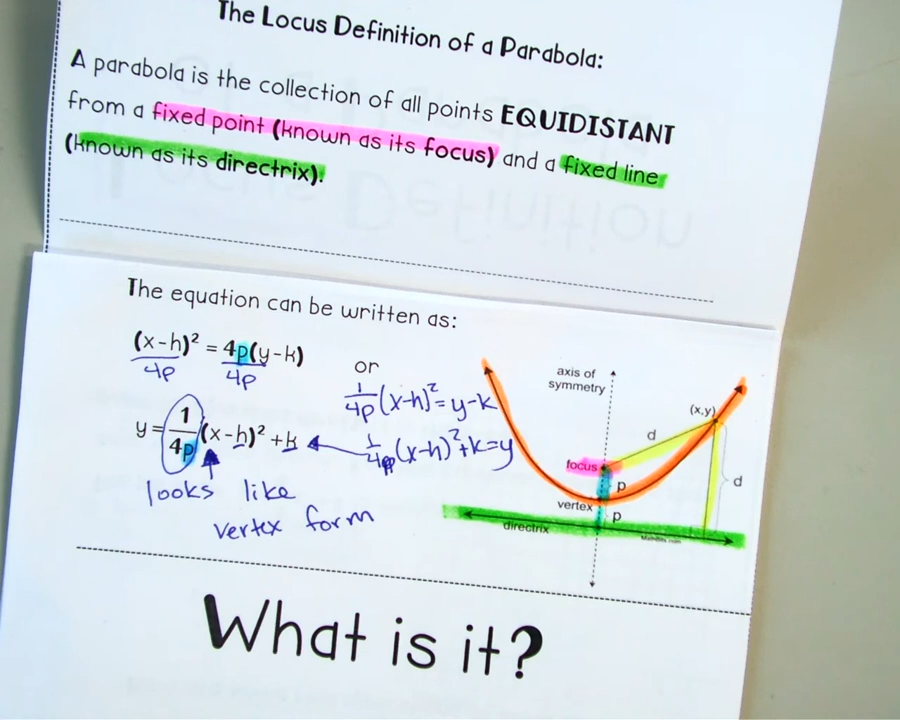 The Locus Definition of a Parabola:
A parabola is the collection of all points EQUIDISTANT
from a fixed point (known as its focus) and a fixed line
(known as its directrix).
The equation can be written as:
(x-h)² = 4p(y-k)
4p 4p
or
1/4p (x-h)² = y-k
y = 1/4p (x-h)² + k
1/4p (x-h)² + k = y
looks like
vertex form
axis of
symmetry
(x,y)
d
focus
p
d
vertex
p
directrix
What is it?